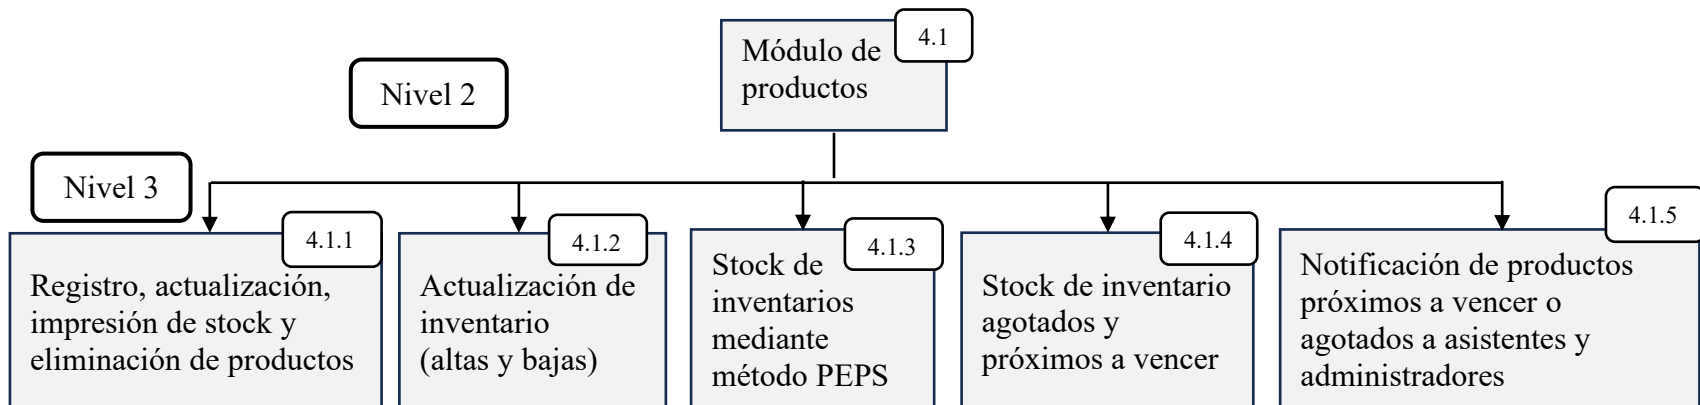 4.1
Módulo de
productos
Nivel 2
Nivel 3
4.1.1
Registro, actualización,
impresión de stock y
eliminación de productos
4.1.2
Actualización de
inventario
(altas y bajas)
4.1.3
Stock de
inventarios
mediante
método PEPS
4.1.4
Stock de inventario
agotados y
próximos a vencer
4.1.5
Notificación de productos
próximos a vencer o
agotados a asistentes y
administradores